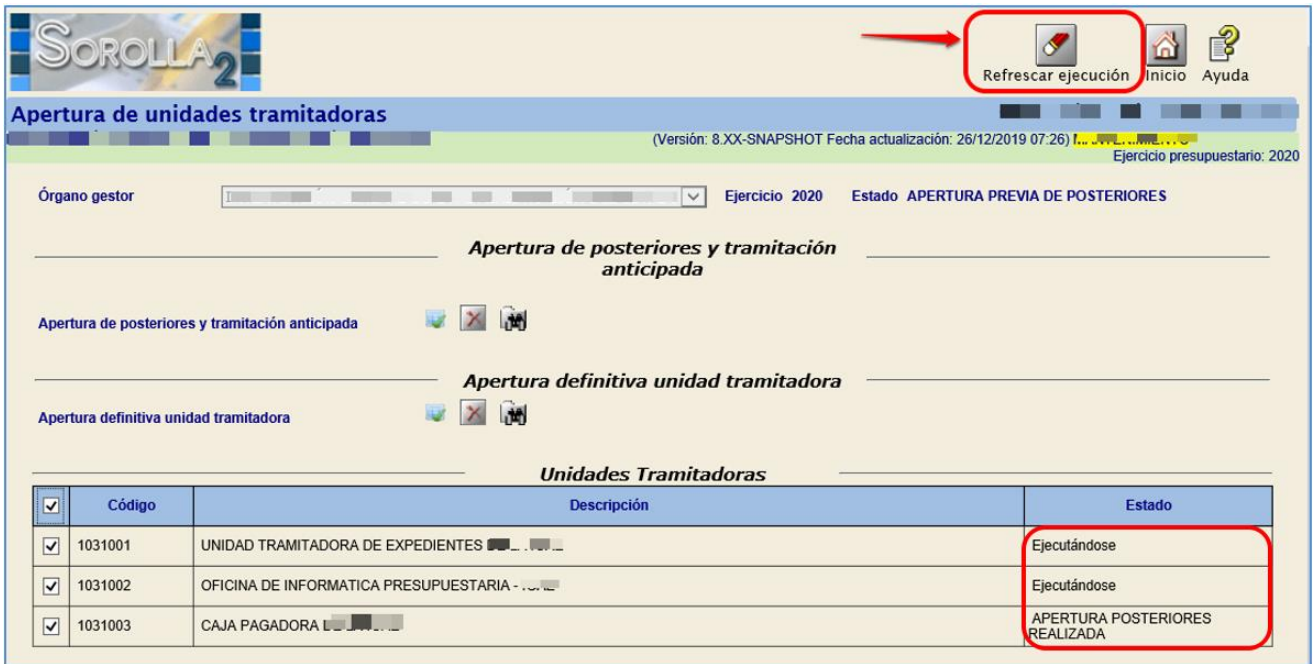 SOROLLA2
Refrescar ejecución Inicio Ayuda
Apertura de unidades tramitadoras
(Versión: 8.XX-SNAPSHOT Fecha actualización: 26/12/2019 07:26)
Ejercicio presupuestario: 2020
Órgano gestor Ejercicio 2020 Estado APERTURA PREVIA DE POSTERIORES
Apertura de posteriores y tramitación
anticipada
Apertura de posteriores y tramitación anticipada
Apertura definitiva unidad tramitadora
Apertura definitiva unidad tramitadora
Unidades Tramitadoras
Código Descripción Estado
1031001 UNIDAD TRAMITADORA DE EXPEDIENTES Ejecutándose
1031002 OFICINA DE INFORMATICA PRESUPUESTARIA - Ejecutándose
1031003 CAJA PAGADORA APERTURA POSTERIORES
REALIZADA